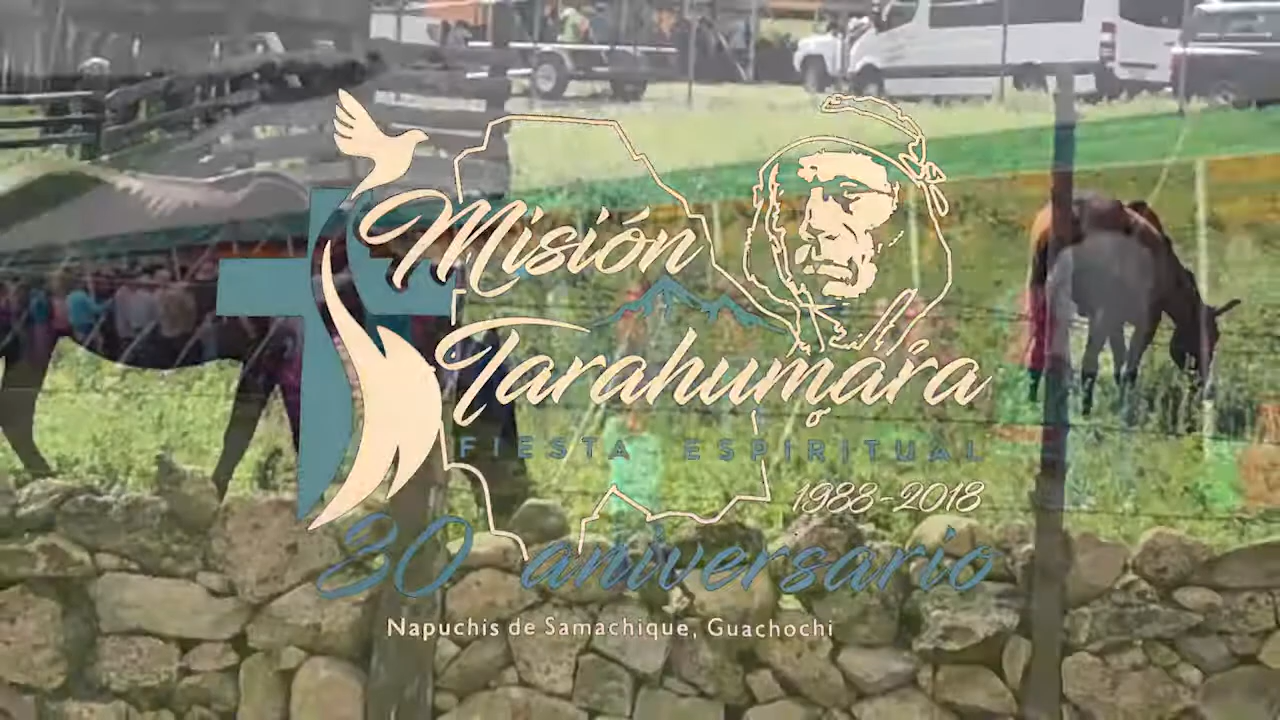 Misión
Tarahumara
FIESTA ESPIRITUAL
1988-2018
30 aniversario
Napuchis de Samachique, Guachochi